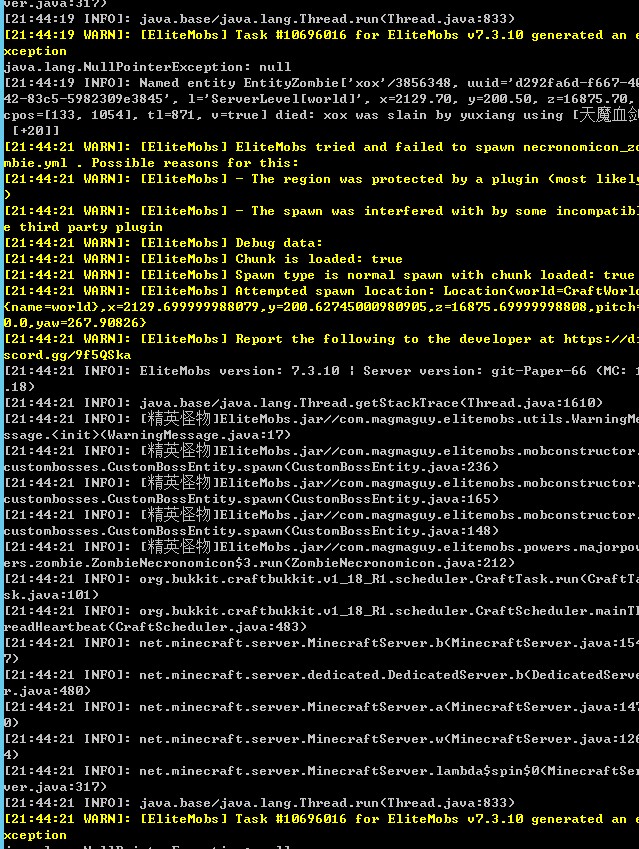 ver.java:317)
[21:44:19 INFO]: java.base/java.lang.Thread.run(Thread.java:833)
[21:44:19 WARN]: [EliteMobs] Task #10696016 for EliteMobs v7.3.10 generated an e
xception
java.lang.NullPointerException: null
[21:44:19 INFO]: Named entity EntityZombie['xox'/3856348, uuid='d292fa6d-f667-40
42-83c5-5982309e3845', l='ServerLevel[world]', x=2129.70, y=200.50, z=16875.70,
cpos=[133, 1054], tl=871, v=true] died: xox was slain by yuxiang using [天魔血剑
 [+20]]
[21:44:21 WARN]: [EliteMobs] EliteMobs tried and failed to spawn necronomicon_zo
mbie.yml . Possible reasons for this:
[21:44:21 WARN]: [EliteMobs] - The region was protected by a plugin (most likely
)
[21:44:21 WARN]: [EliteMobs] - The spawn was interfered with by some incompatibl
e third party plugin
[21:44:21 WARN]: [EliteMobs] Debug data:
[21:44:21 WARN]: [EliteMobs] Chunk is loaded: true
[21:44:21 WARN]: [EliteMobs] Spawn type is normal spawn with chunk loaded: true
[21:44:21 WARN]: [EliteMobs] Attempted spawn location: Location{world=CraftWorld
{name=world},x=2129.699999988079,y=200.62745000980905,z=16875.69999998808,pitch=
0.0,yaw=267.90826}
[21:44:21 WARN]: [EliteMobs] Report the following to the developer at https://di
scord.gg/9f5QSka
[21:44:21 INFO]: EliteMobs version: 7.3.10 | Server version: git-Paper-66 (MC: 1
.18)
[21:44:21 INFO]: java.base/java.lang.Thread.getStackTrace(Thread.java:1610)
[21:44:21 INFO]: [精英怪物]EliteMobs.jar//com.magmaguy.elitemobs.utils.WarningMe
ssage.<init>(WarningMessage.java:17)
[21:44:21 INFO]: [精英怪物]EliteMobs.jar//com.magmaguy.elitemobs.mobconstructor.
custombosses.CustomBossEntity.spawn(CustomBossEntity.java:236)
[21:44:21 INFO]: [精英怪物]EliteMobs.jar//com.magmaguy.elitemobs.mobconstructor.
custombosses.CustomBossEntity.spawn(CustomBossEntity.java:165)
[21:44:21 INFO]: [精英怪物]EliteMobs.jar//com.magmaguy.elitemobs.mobconstructor.
custombosses.CustomBossEntity.spawn(CustomBossEntity.java:148)
[21:44:21 INFO]: [精英怪物]EliteMobs.jar//com.magmaguy.elitemobs.powers.majorpow
ers.zombie.ZombieNecronomicon$3.run(ZombieNecronomicon.java:212)
[21:44:21 INFO]: org.bukkit.craftbukkit.v1_18_R1.scheduler.CraftTask.run(CraftTa
sk.java:101)
[21:44:21 INFO]: org.bukkit.craftbukkit.v1_18_R1.scheduler.CraftScheduler.mainTh
readHeartbeat(CraftScheduler.java:483)
[21:44:21 INFO]: net.minecraft.server.MinecraftServer.b(MinecraftServer.java:154
7)
[21:44:21 INFO]: net.minecraft.server.dedicated.DedicatedServer.b(DedicatedServe
r.java:480)
[21:44:21 INFO]: net.minecraft.server.MinecraftServer.a(MinecraftServer.java:147
0)
[21:44:21 INFO]: net.minecraft.server.MinecraftServer.w(MinecraftServer.java:126
4)
[21:44:21 INFO]: net.minecraft.server.MinecraftServer.lambda$spin$0(MinecraftSer
ver.java:317)
[21:44:21 INFO]: java.base/java.lang.Thread.run(Thread.java:833)
[21:44:21 WARN]: [EliteMobs] Task #10696016 for EliteMobs v7.3.10 generated an e
xception